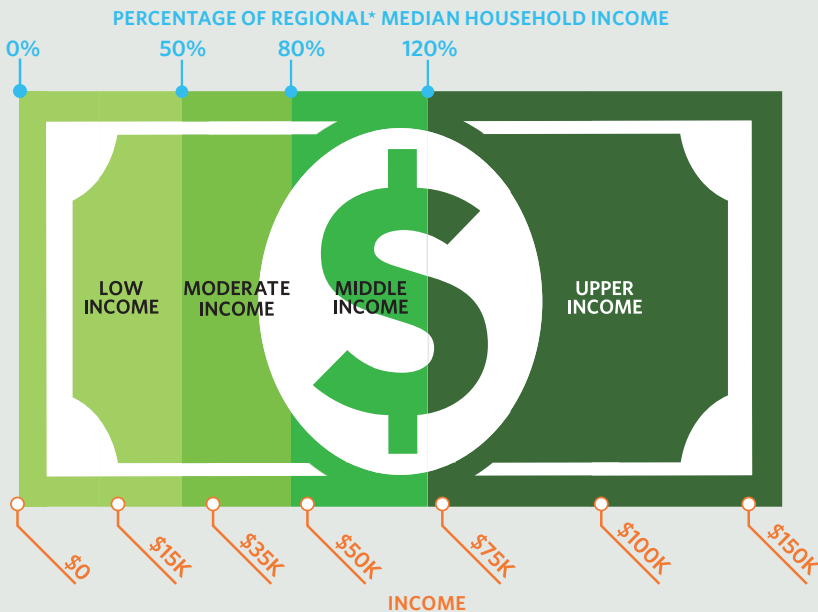 PERCENTAGE OF REGIONAL* MEDIAN HOUSEHOLD INCOME
0%
50%
80%
120%
LOW
INCOME
MODERATE
INCOME
MIDDLE
INCOME
UPPER
INCOME
$
$0
$15K
$35K
$50K
$75K
$100K
$150K
INCOME